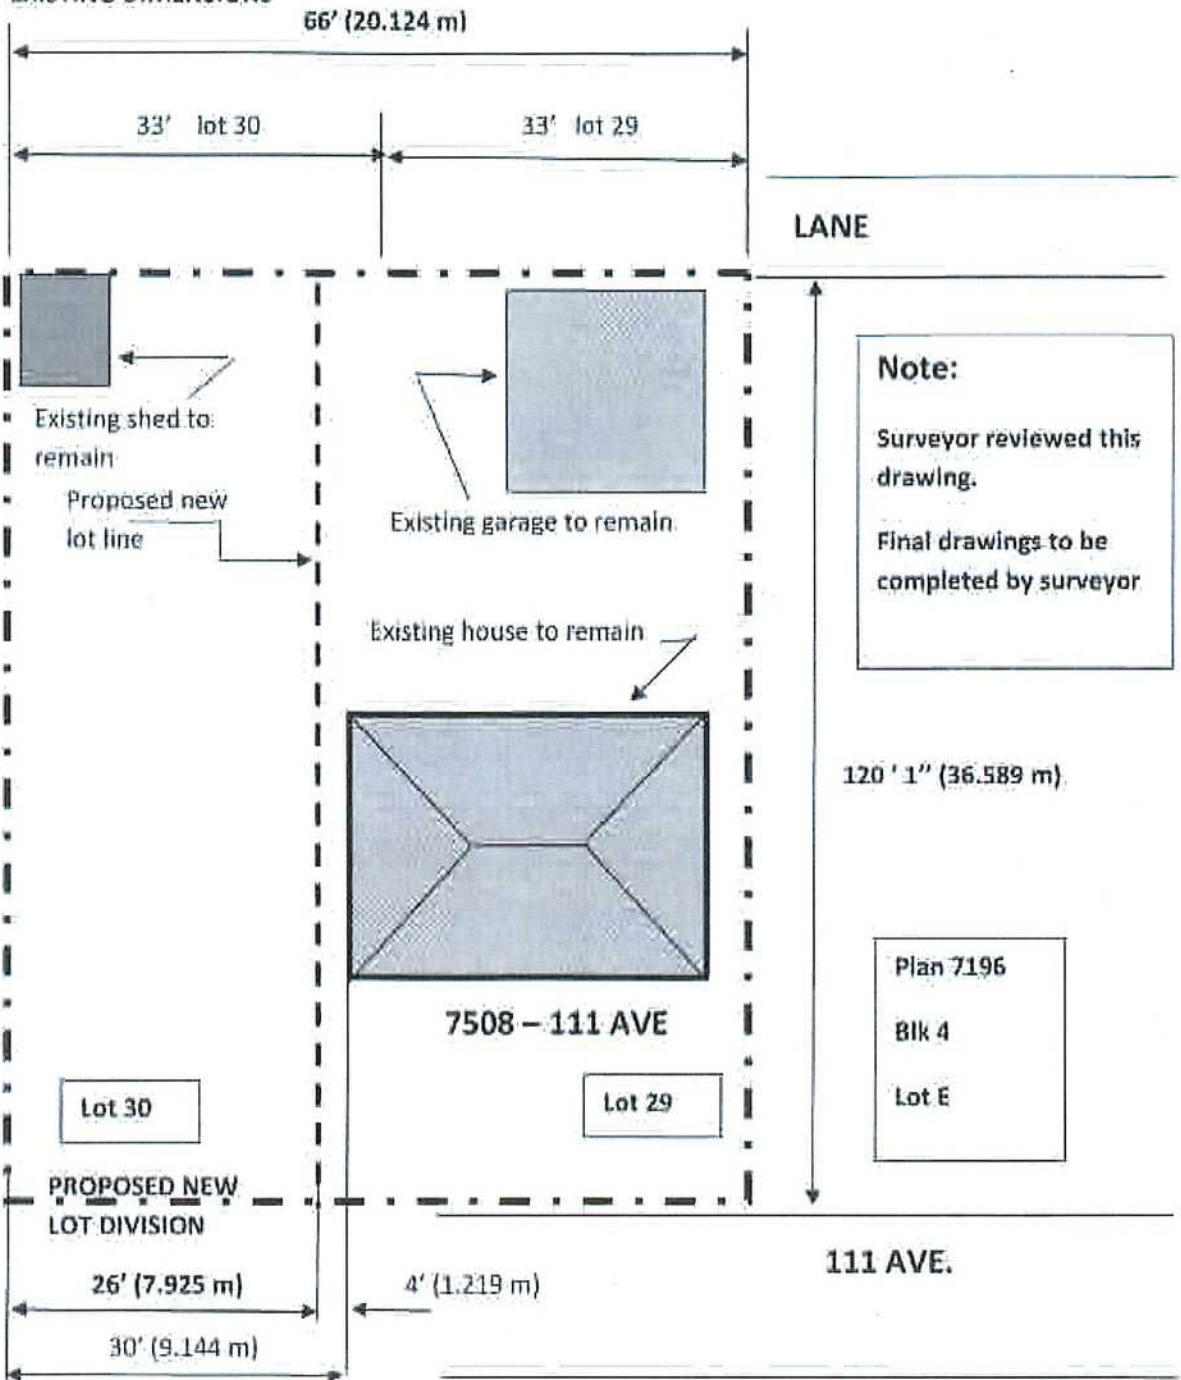 EXISTING DIMENSIONS
66' (20.124 m)
33' lot 30
33' lot 29
LANE
Existing shed to
remain
Proposed new
lot line
Existing garage to remain
Existing house to remain
Note:
Surveyor reviewed this
drawing.
Final drawings to be
completed by surveyor
120 ' 1" (36.589 m)
7508 – 111 AVE
Plan 7196
Blk 4
Lot E
Lot 30
Lot 29
PROPOSED NEW
LOT DIVISION
26' (7.925 m)
4' (1.219 m)
30' (9.144 m)
111 AVE.